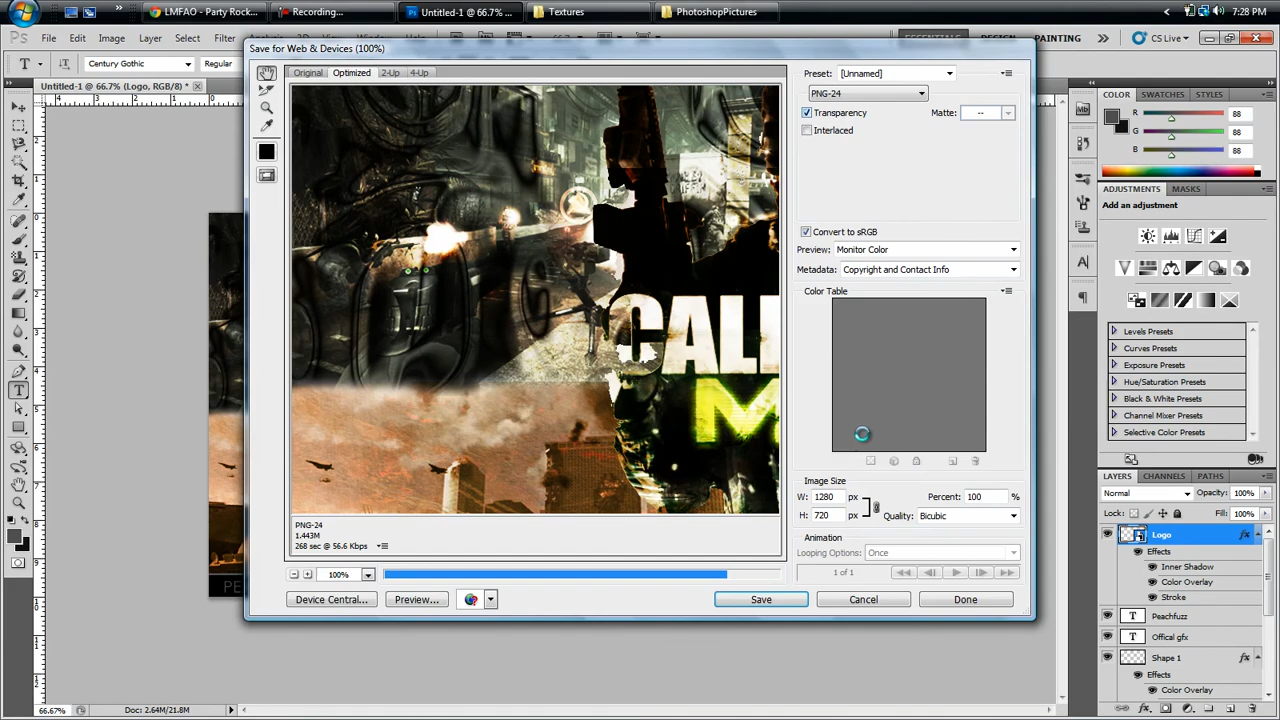 LMFAO - Party Rock...
Recording...
Untitled-1 @ 66.7% ...
Textures
PhotoshopPictures
7:28 PM
Ps
File
Edit
Image
Layer
Select
ESSENTIALS
DESIGN
PAINTING
CS Live
T
Century Gothic
Regular
Untitled-1 @ 66.7% (Logo, RGB/8) *
Save for Web & Devices (100%)
Original
Optimized
2-Up
4-Up
CALL
M
PNG-24
1.443M
268 sec @ 56.6 Kbps
100%
Device Central...
Preview...
Save
Cancel
Done
Preset:
[Unnamed]
PNG-24
Transparency
Matte:
--
Interlaced
Convert to sRGB
Preview:
Monitor Color
Metadata:
Copyright and Contact Info
Color Table
Image Size
W:
1280
px
Percent:
100
%
H:
720
px
Quality:
Bicubic
Animation
Looping Options:
Once
1 of 1
COLOR
SWATCHES
STYLES
R
88
G
88
B
88
ADJUSTMENTS
MASKS
Add an adjustment
Levels Presets
Curves Presets
Exposure Presets
Hue/Saturation Presets
Black & White Presets
Channel Mixer Presets
Selective Color Presets
LAYERS
CHANNELS
PATHS
Normal
Opacity:
100%
Lock:
Fill:
100%
Logo
fx
Effects
Inner Shadow
Color Overlay
Stroke
T
Peachfuzz
T
Offical gfx
Shape 1
fx
Effects
Color Overlay
PE
66.67%
Doc: 2.64M/21.8M